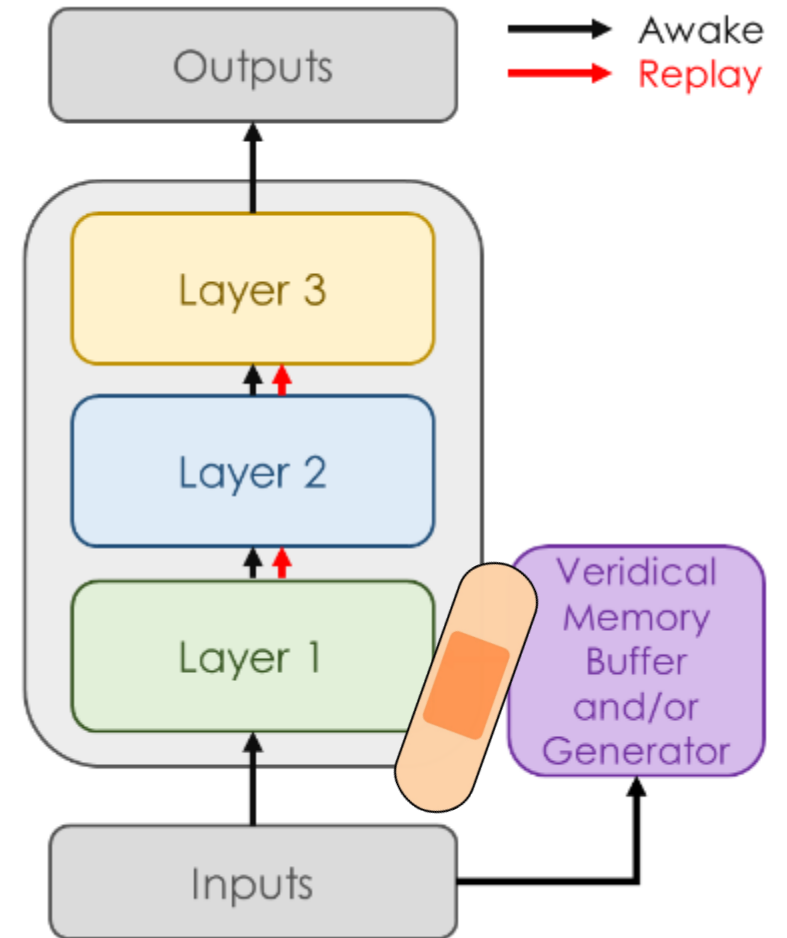 Outputs
Awake
Replay
Layer 3
Layer 2
Layer 1
Veridical
Memory
Buffer
and/or
Generator
Inputs